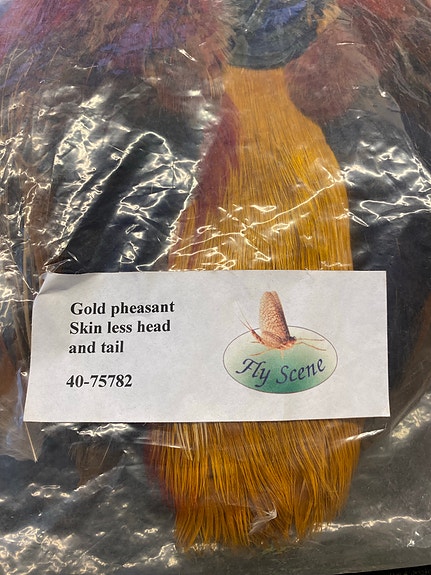 Gold pheasant
Skin less head
and tail
40-75782
Fly Scene